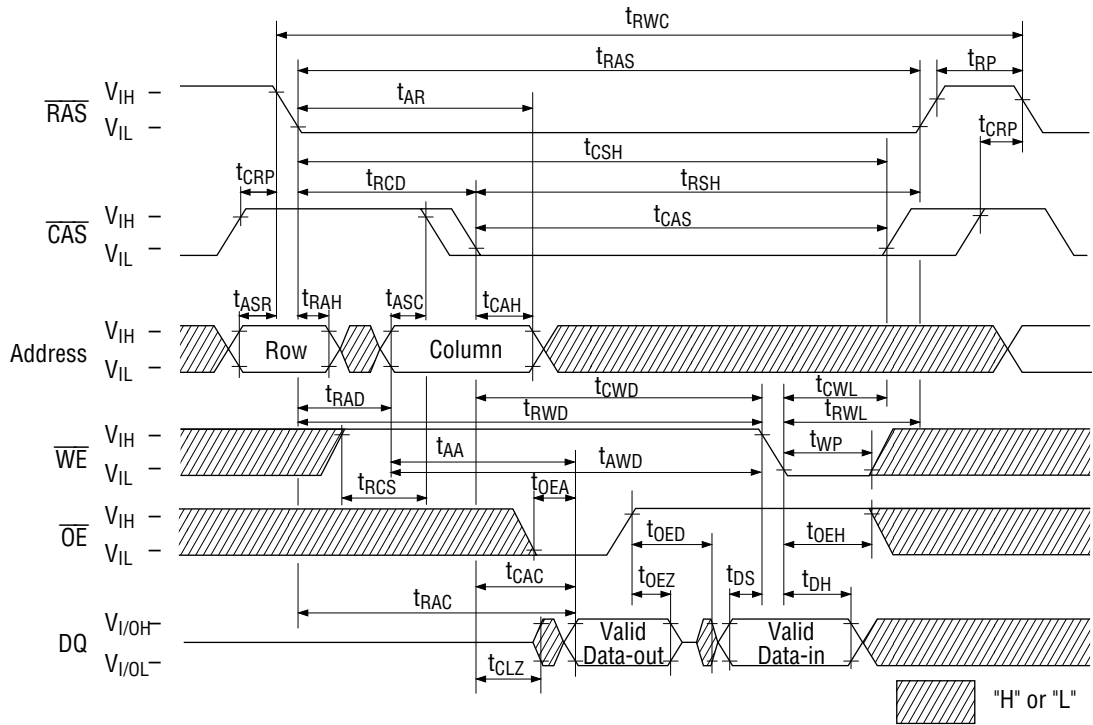 tRWC
tRAS
tRP
tAR
RAS
VIH
VIL
tCRP
tCSH
tCRP
tRCD
tRSH
CAS
VIH
VIL
tCAS
tASR
tRAH
tASC
tCAH
Address
VIH
VIL
Row
Column
tRAD
tCWD
tCWL
tRWD
tRWL
WE
VIH
VIL
tAA
tAWD
tWP
tRCS
tOEA
OE
VIH
VIL
tOED
tOEH
tCAC
tOEZ
tDS
tDH
tRAC
DQ
VI/OH
VI/OL
Valid
Data-out
Valid
Data-in
tCLZ
"H" or "L"